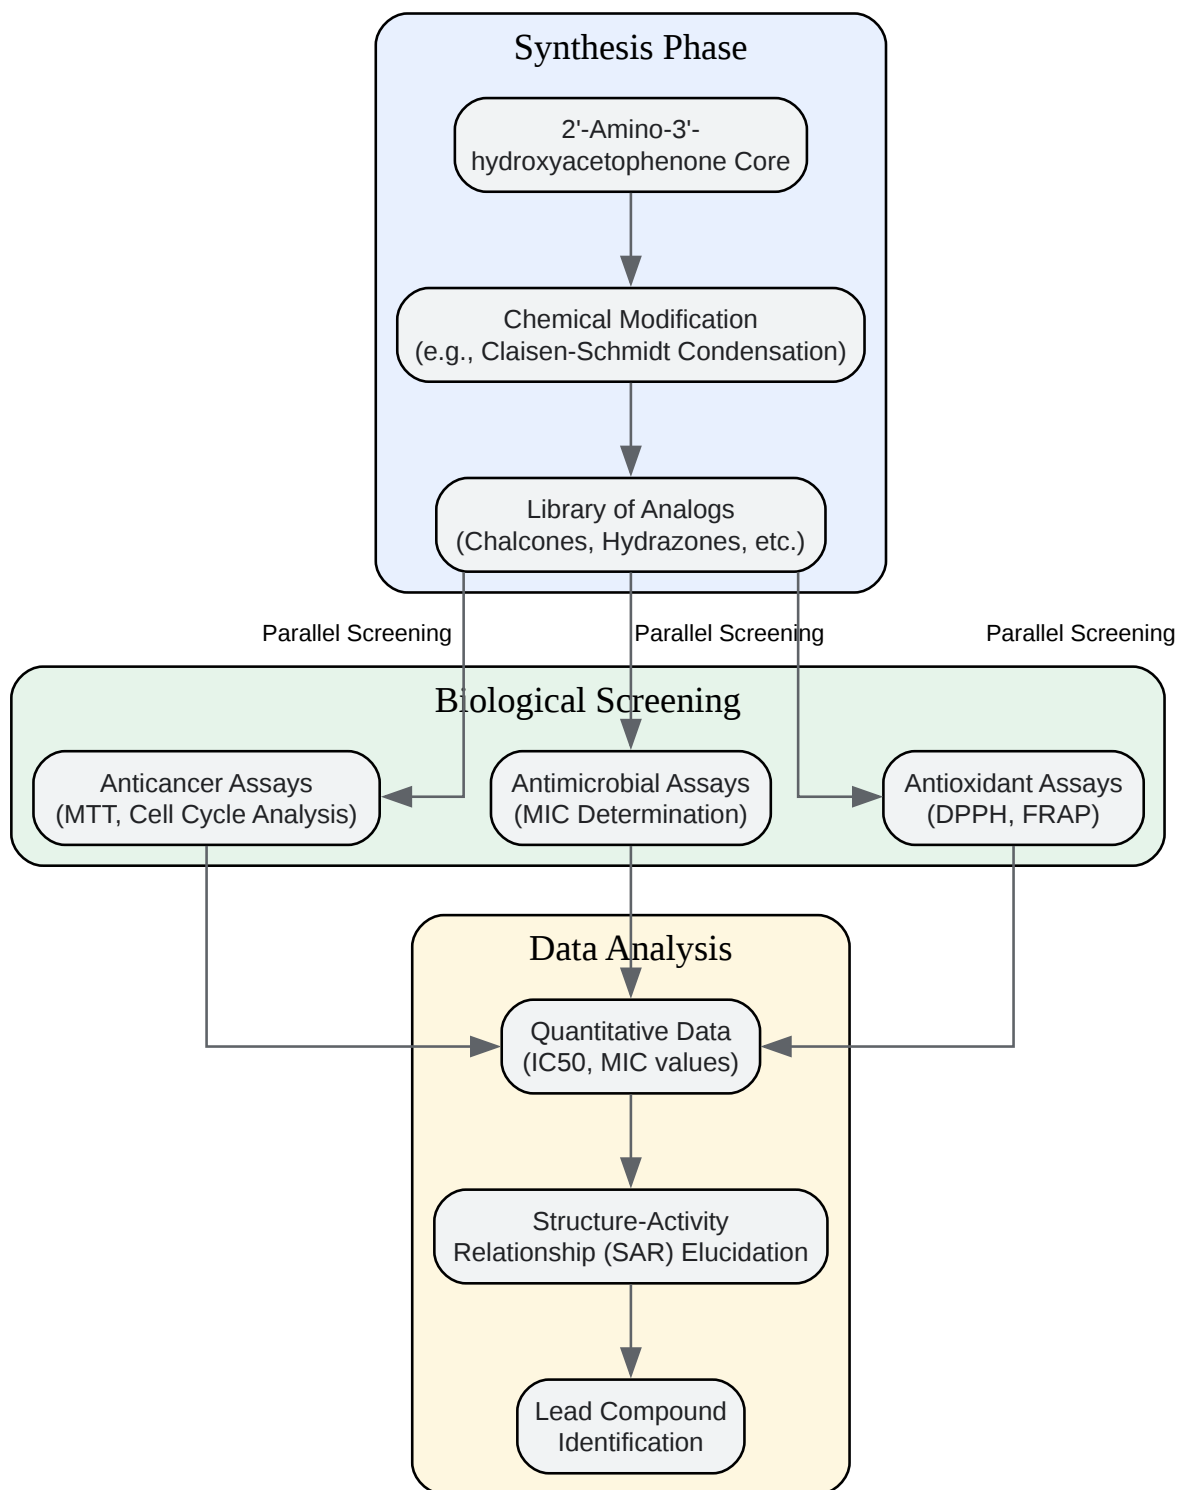 Synthesis Phase
2'-Amino-3'-
hydroxyacetophenone Core
Chemical Modification
(e.g., Claisen-Schmidt Condensation)
Library of Analogs
(Chalcones, Hydrazones, etc.)
Parallel Screening
Parallel Screening
Parallel Screening
Biological Screening
Anticancer Assays
(MTT, Cell Cycle Analysis)
Antimicrobial Assays
(MIC Determination)
Antioxidant Assays
(DPPH, FRAP)
Data Analysis
Quantitative Data
(IC50, MIC values)
Structure-Activity
Relationship (SAR) Elucidation
Lead Compound
Identification